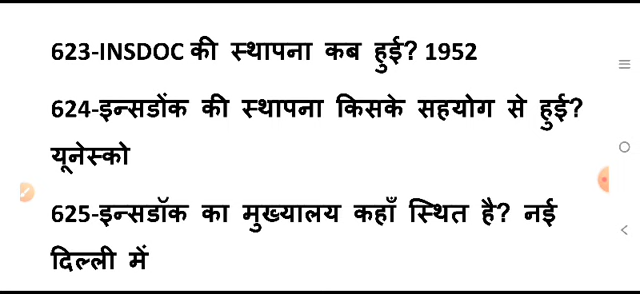 623-INSDOC की स्थापना कब हुई? 1952
624-इन्सडोंक की स्थापना किसके सहयोग से हुई?
यूनेस्को
625-इन्सडॉक का मुख्यालय कहाँ स्थित है? नई
दिल्ली में